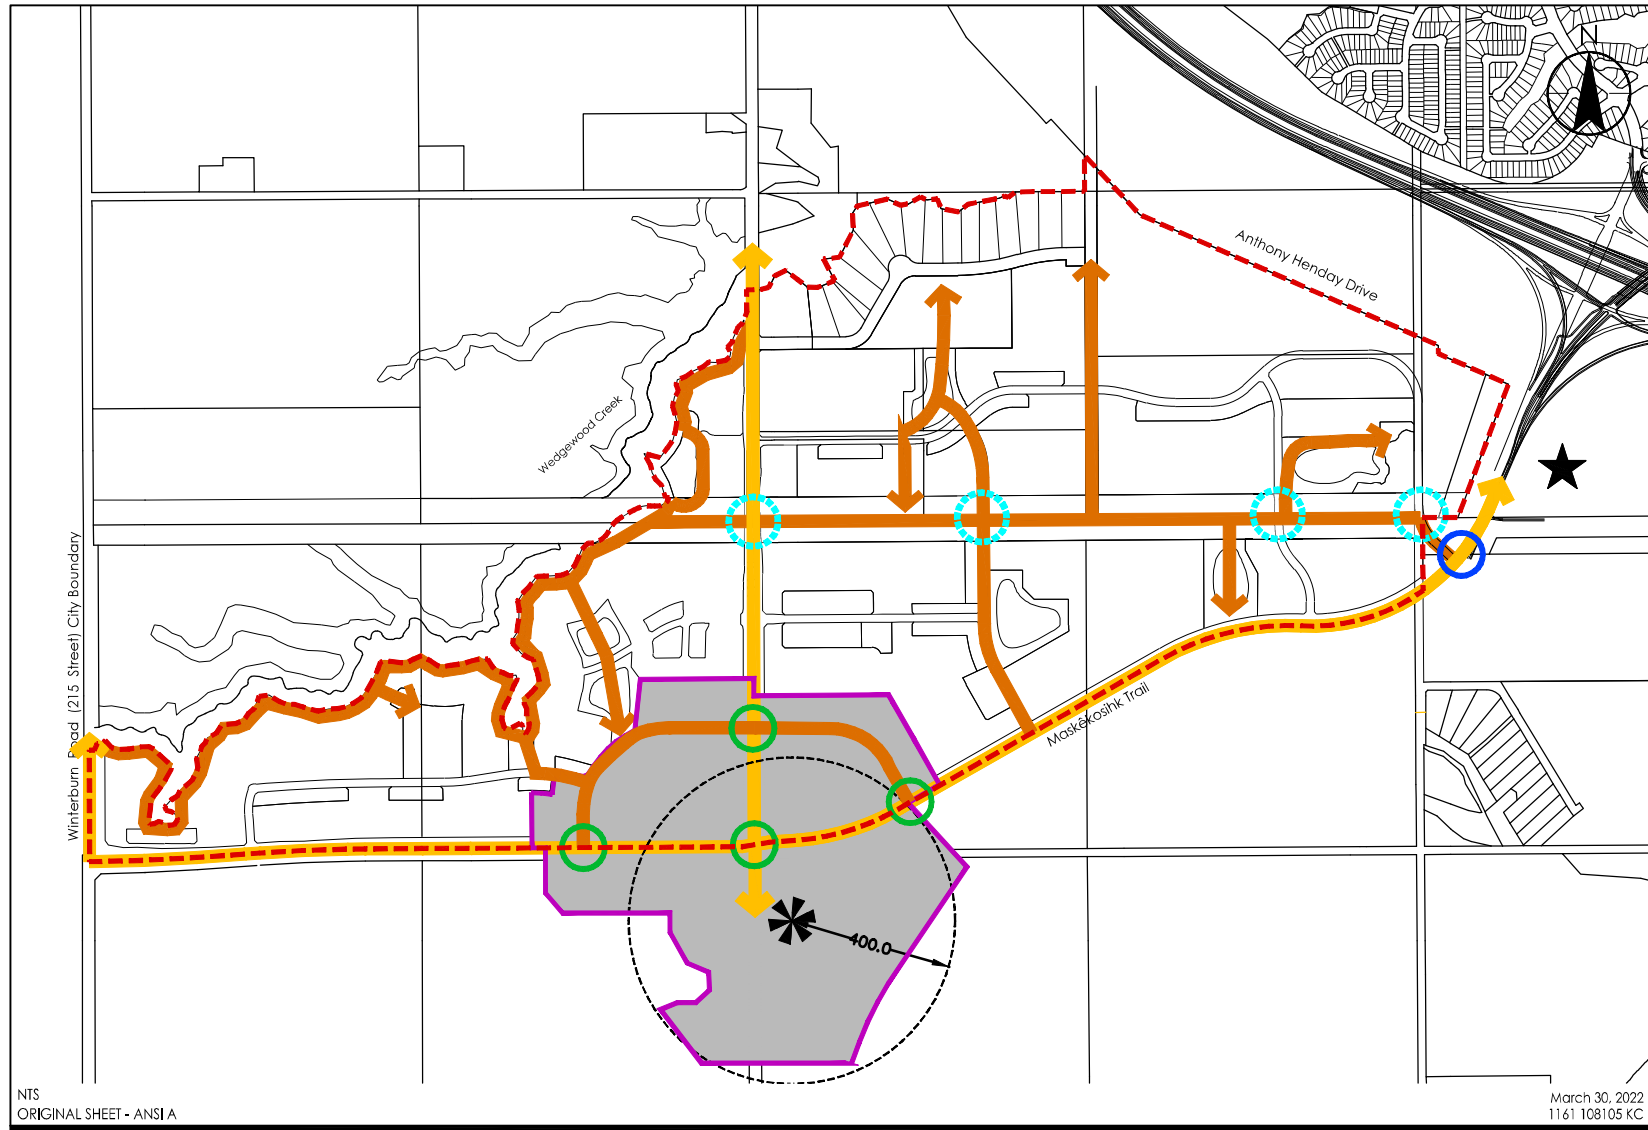 N
Anthony Henday Drive
Wedgewood Creek
Winterburn Road (215 Street) City Boundary
Maskêkosihk Trail
400.0
NTS
ORIGINAL SHEET - ANSI A
March 30, 2022
1161 108105 KC